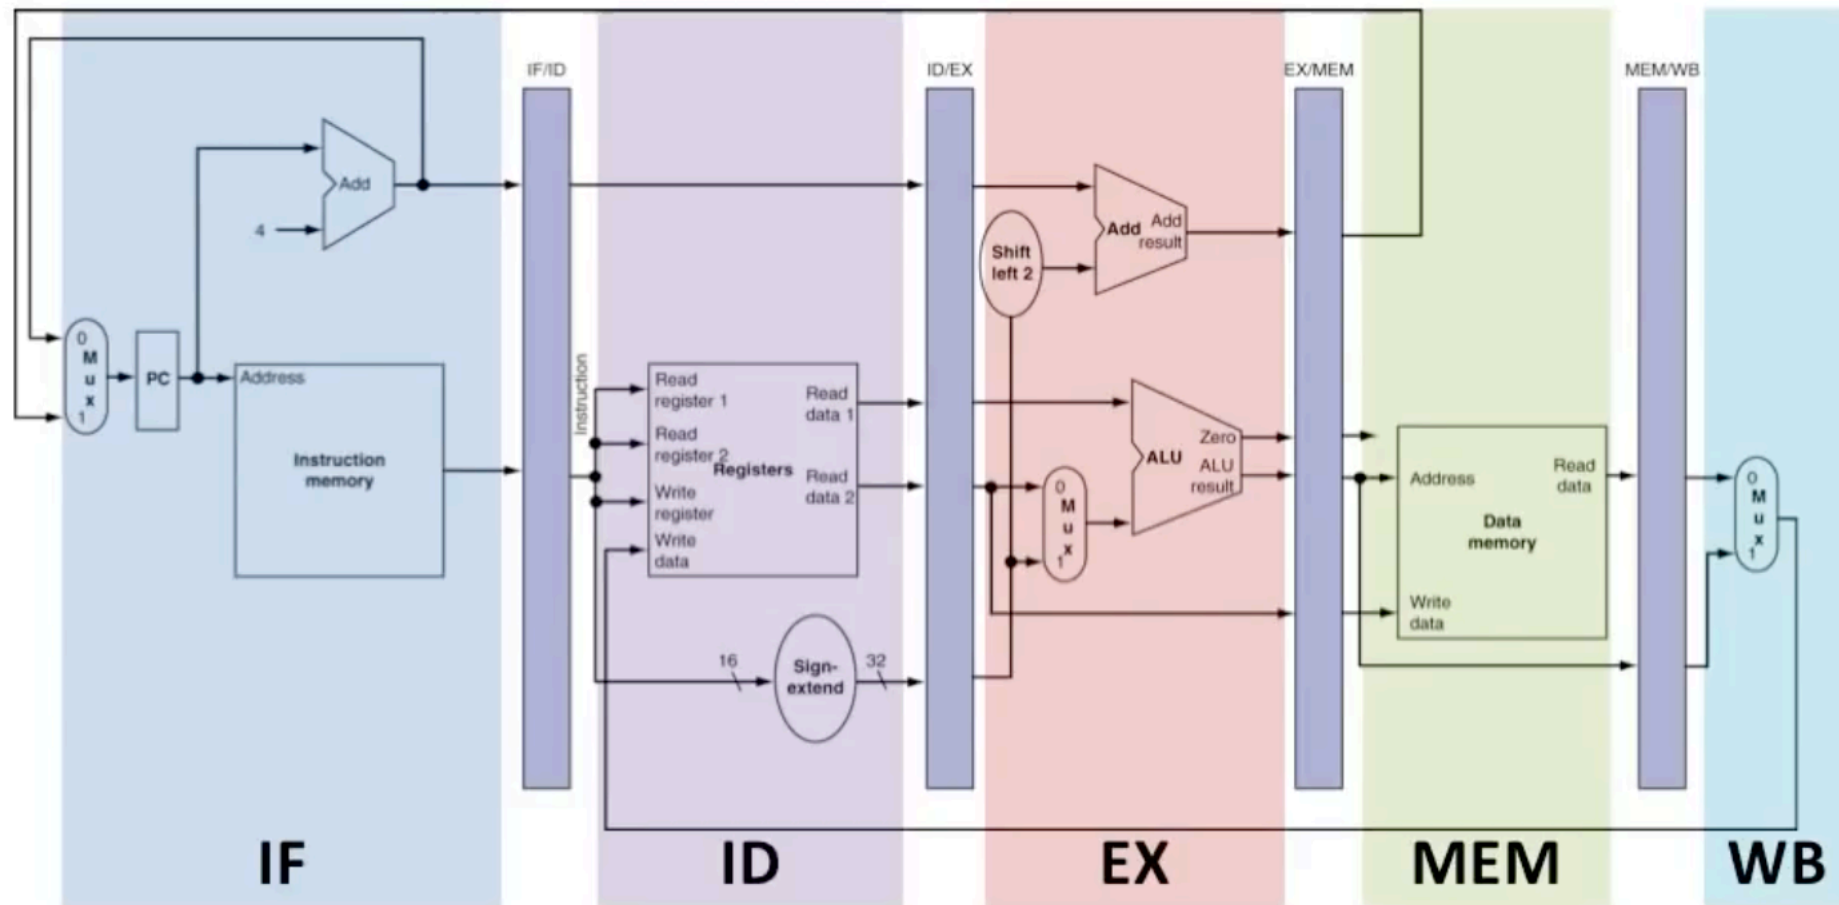 IF/ID
ID/EX
EX/MEM
MEM/WB
Add
4
Shift
left 2
Add
Add
result
0
M
u
x
1
PC
Address
Instruction
memory
Instruction
Read
register 1
Read
register 2
Write
register
Write
data
Registers
Read
data 1
Read
data 2
16
Sign-
extend
32
0
M
u
x
1
Zero
ALU
ALU
result
Address
Read
data
Data
memory
Write
data
0
M
u
x
1
IF
ID
EX
MEM
WB